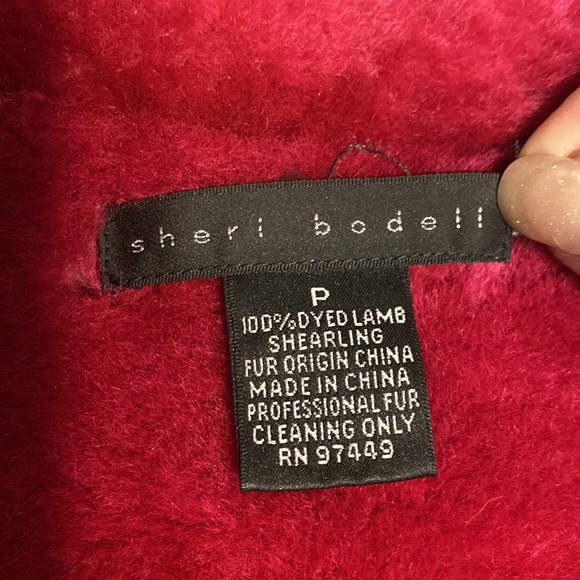 sheri bodell
P
100%DYED LAMB
SHEARLING
FUR ORIGIN CHINA
MADE IN CHINA
PROFESSIONAL FUR
CLEANING ONLY
RN 97449